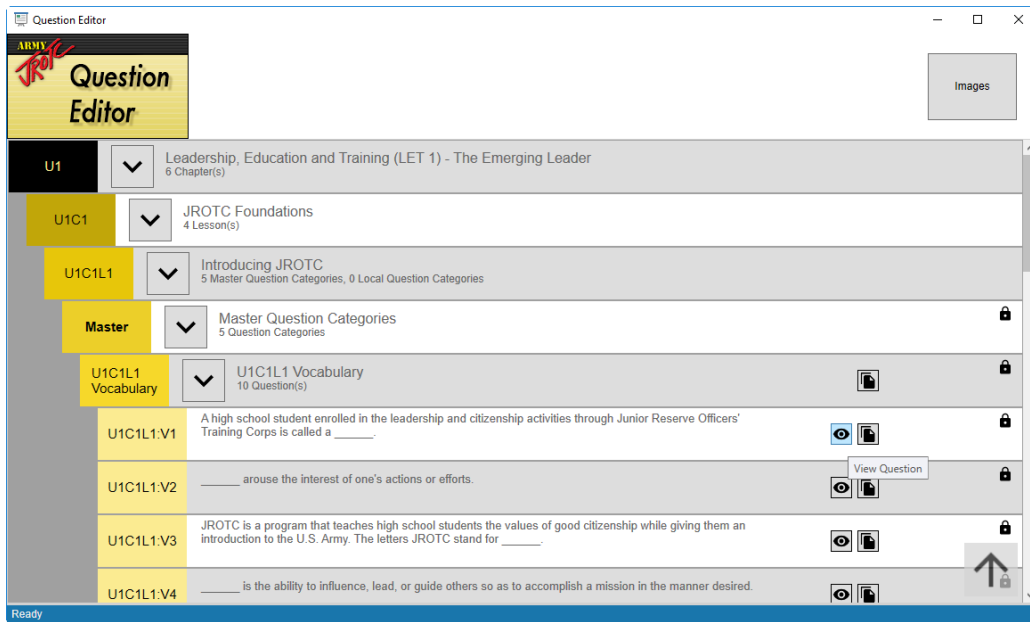 Question Editor
ARMY
JROTC
Question
Editor
Images
U1
Leadership, Education and Training (LET 1) - The Emerging Leader
6 Chapter(s)
U1C1
JROTC Foundations
4 Lesson(s)
U1C1L1
Introducing JROTC
5 Master Question Categories, 0 Local Question Categories
Master
Master Question Categories
5 Question Categories
U1C1L1
Vocabulary
U1C1L1 Vocabulary
10 Question(s)
U1C1L1:V1
A high school student enrolled in the leadership and citizenship activities through Junior Reserve Officers'
Training Corps is called a ______.
View Question
U1C1L1:V2
______ arouse the interest of one's actions or efforts.
U1C1L1:V3
JROTC is a program that teaches high school students the values of good citizenship while giving them an
introduction to the U.S. Army. The letters JROTC stand for ______.
U1C1L1:V4
______ is the ability to influence, lead, or guide others so as to accomplish a mission in the manner desired.
Ready